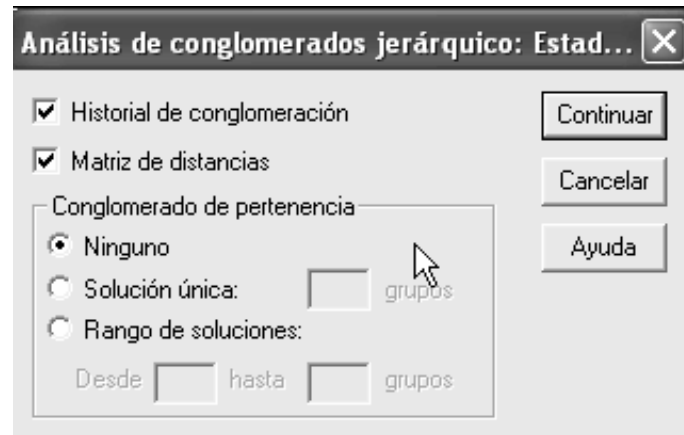 Análisis de conglomerados jerárquico: Estad...
Historial de conglomeración
Continuar
Matriz de distancias
Cancelar
Conglomerado de pertenencia
Ninguno
Ayuda
Solución única: grupos
Rango de soluciones:
Desde hasta grupos